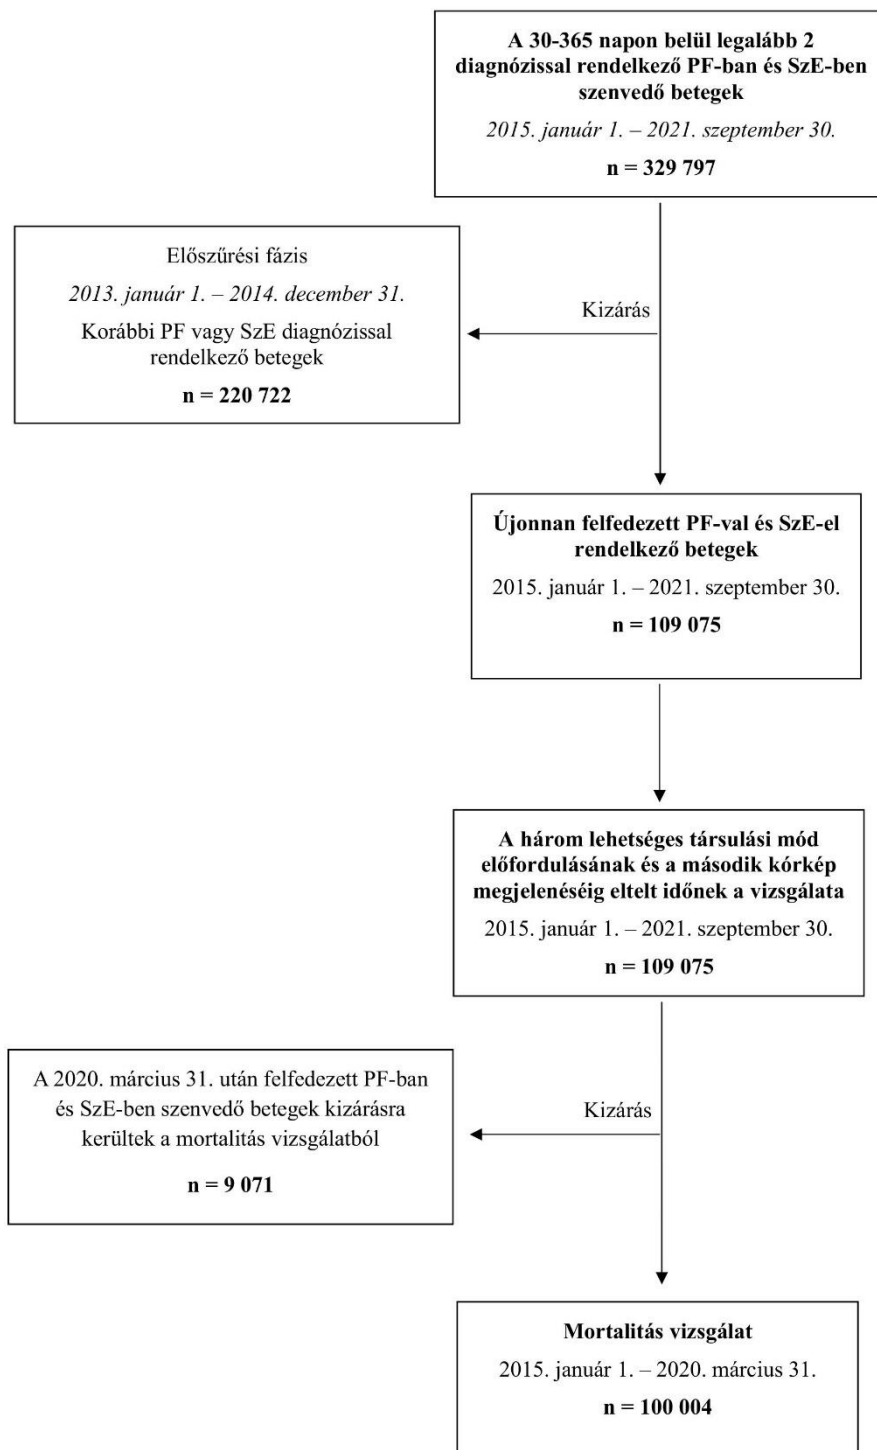 A 30-365 napon belül legalább 2
diagnózissal rendelkező PF-ban és SzE-ben
szenvedő betegek
2015. január 1. – 2021. szeptember 30.
n = 329 797
Előszűrési fázis
2013. január 1. – 2014. december 31.
Korábbi PF vagy SzE diagnózissal
rendelkező betegek
n = 220 722
Kizárás
Újonnan felfedezett PF-val és SzE-el
rendelkező betegek
2015. január 1. – 2021. szeptember 30.
n = 109 075
A három lehetséges társulási mód
előfordulásának és a második kórkép
megjelenéséig eltelt időnek a vizsgálata
2015. január 1. – 2021. szeptember 30.
n = 109 075
A 2020. március 31. után felfedezett PF-ban
és SzE-ben szenvedő betegek kizárásra
kerültek a mortalitás vizsgálatból
n = 9 071
Kizárás
Mortalitás vizsgálat
2015. január 1. – 2020. március 31.
n = 100 004